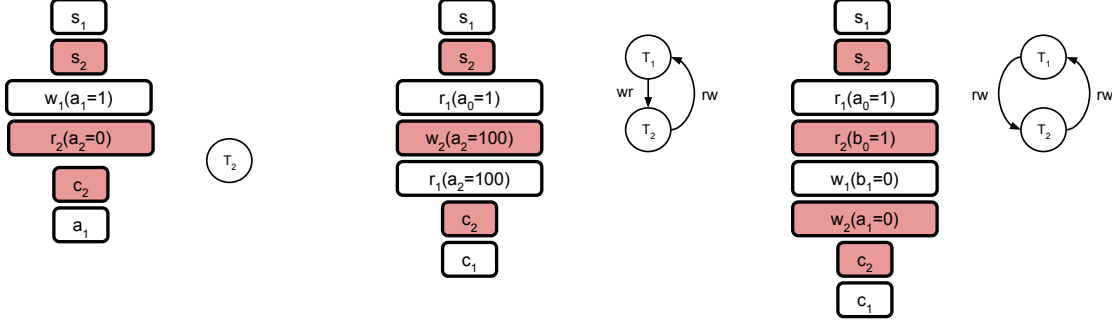 s₁
s₂
w₁(a₁=1)
r₂(a₂=0)
c₂
a₁
T₂
s₁
s₂
r₁(a₀=1)
w₂(a₂=100)
r₁(a₂=100)
c₂
c₁
T₁
wr
rw
T₂
s₁
s₂
r₁(a₀=1)
r₂(b₀=1)
w₁(b₁=0)
w₂(a₁=0)
c₂
c₁
T₁
rw
rw
T₂